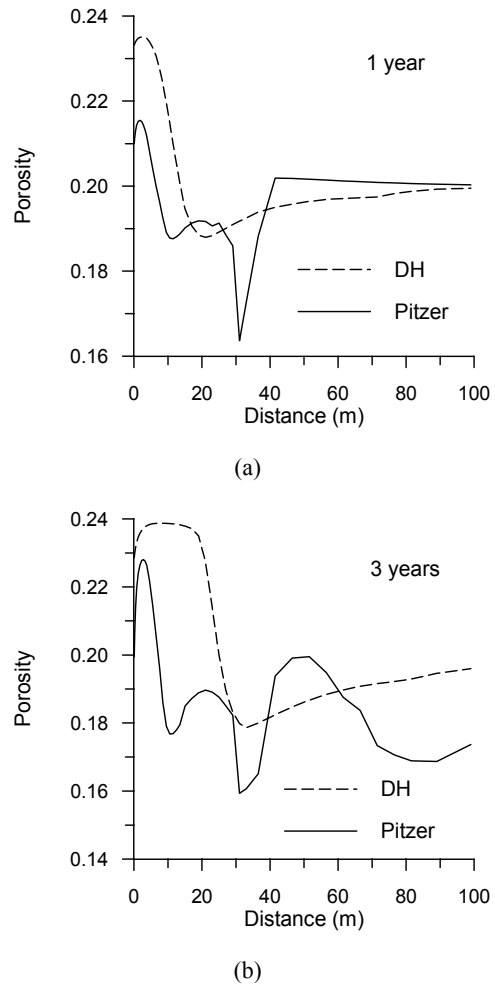 0.24
0.22
0.20
0.18
0.16
Porosity
1 year
DH
Pitzer
0 20 40 60 80 100
Distance (m)
(a)
0.24
0.22
0.20
0.18
0.16
0.14
Porosity
3 years
DH
Pitzer
0 20 40 60 80 100
Distance (m)
(b)